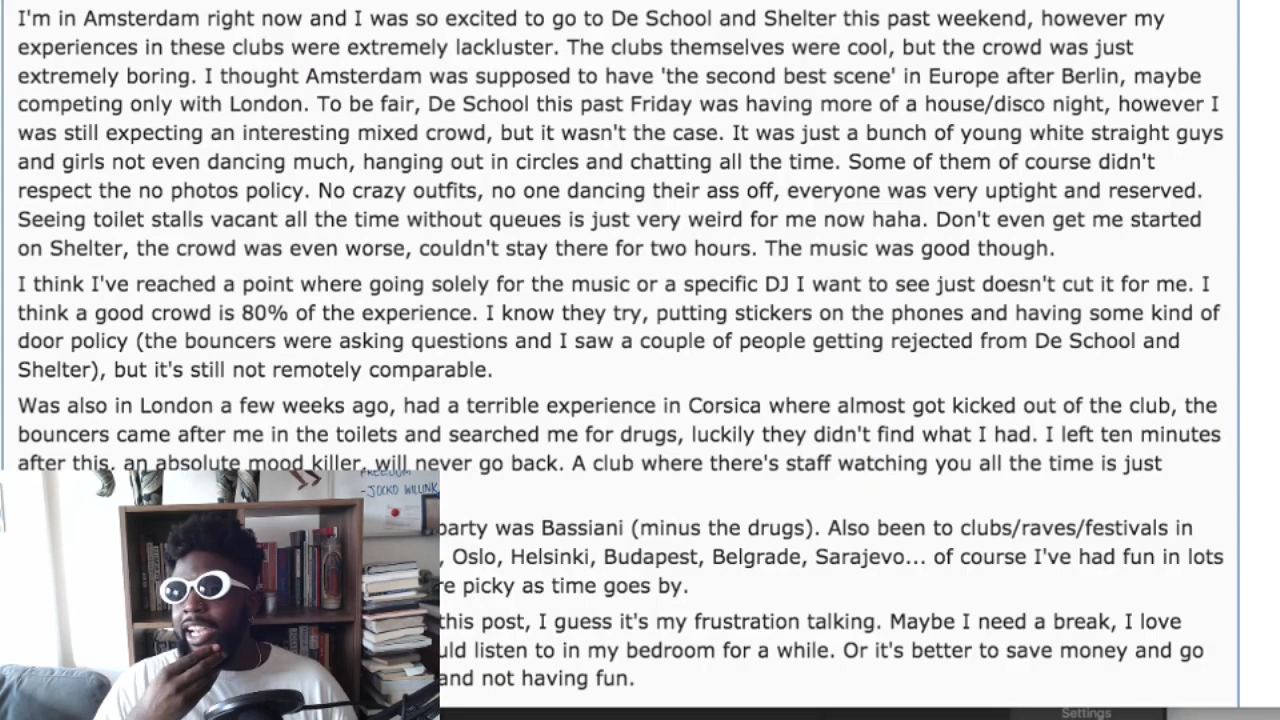 I'm in Amsterdam right now and I was so excited to go to De School and Shelter this past weekend, however my
experiences in these clubs were extremely lackluster. The clubs themselves were cool, but the crowd was just
extremely boring. I thought Amsterdam was supposed to have 'the second best scene' in Europe after Berlin, maybe
competing only with London. To be fair, De School this past Friday was having more of a house/disco night, however I
was still expecting an interesting mixed crowd, but it wasn't the case. It was just a bunch of young white straight guys
and girls not even dancing much, hanging out in circles and chatting all the time. Some of them of course didn't
respect the no photos policy. No crazy outfits, no one dancing their ass off, everyone was very uptight and reserved.
Seeing toilet stalls vacant all the time without queues is just very weird for me now haha. Don't even get me started
on Shelter, the crowd was even worse, couldn't stay there for two hours. The music was good though.
I think I've reached a point where going solely for the music or a specific DJ I want to see just doesn't cut it for me. I
think a good crowd is 80% of the experience. I know they try, putting stickers on the phones and having some kind of
door policy (the bouncers were asking questions and I saw a couple of people getting rejected from De School and
Shelter), but it's still not remotely comparable.
Was also in London a few weeks ago, had a terrible experience in Corsica where almost got kicked out of the club, the
bouncers came after me in the toilets and searched me for drugs, luckily they didn't find what I had. I left ten minutes
after this, an absolute mood killer, will never go back. A club where there's staff watching you all the time is just
FREEDOM
-JOCKO WILLINK
party was Bassiani (minus the drugs). Also been to clubs/raves/festivals in
, Oslo, Helsinki, Budapest, Belgrade, Sarajevo... of course I've had fun in lots
re picky as time goes by.
this post, I guess it's my frustration talking. Maybe I need a break, I love
uld listen to in my bedroom for a while. Or it's better to save money and go
and not having fun.
Settings